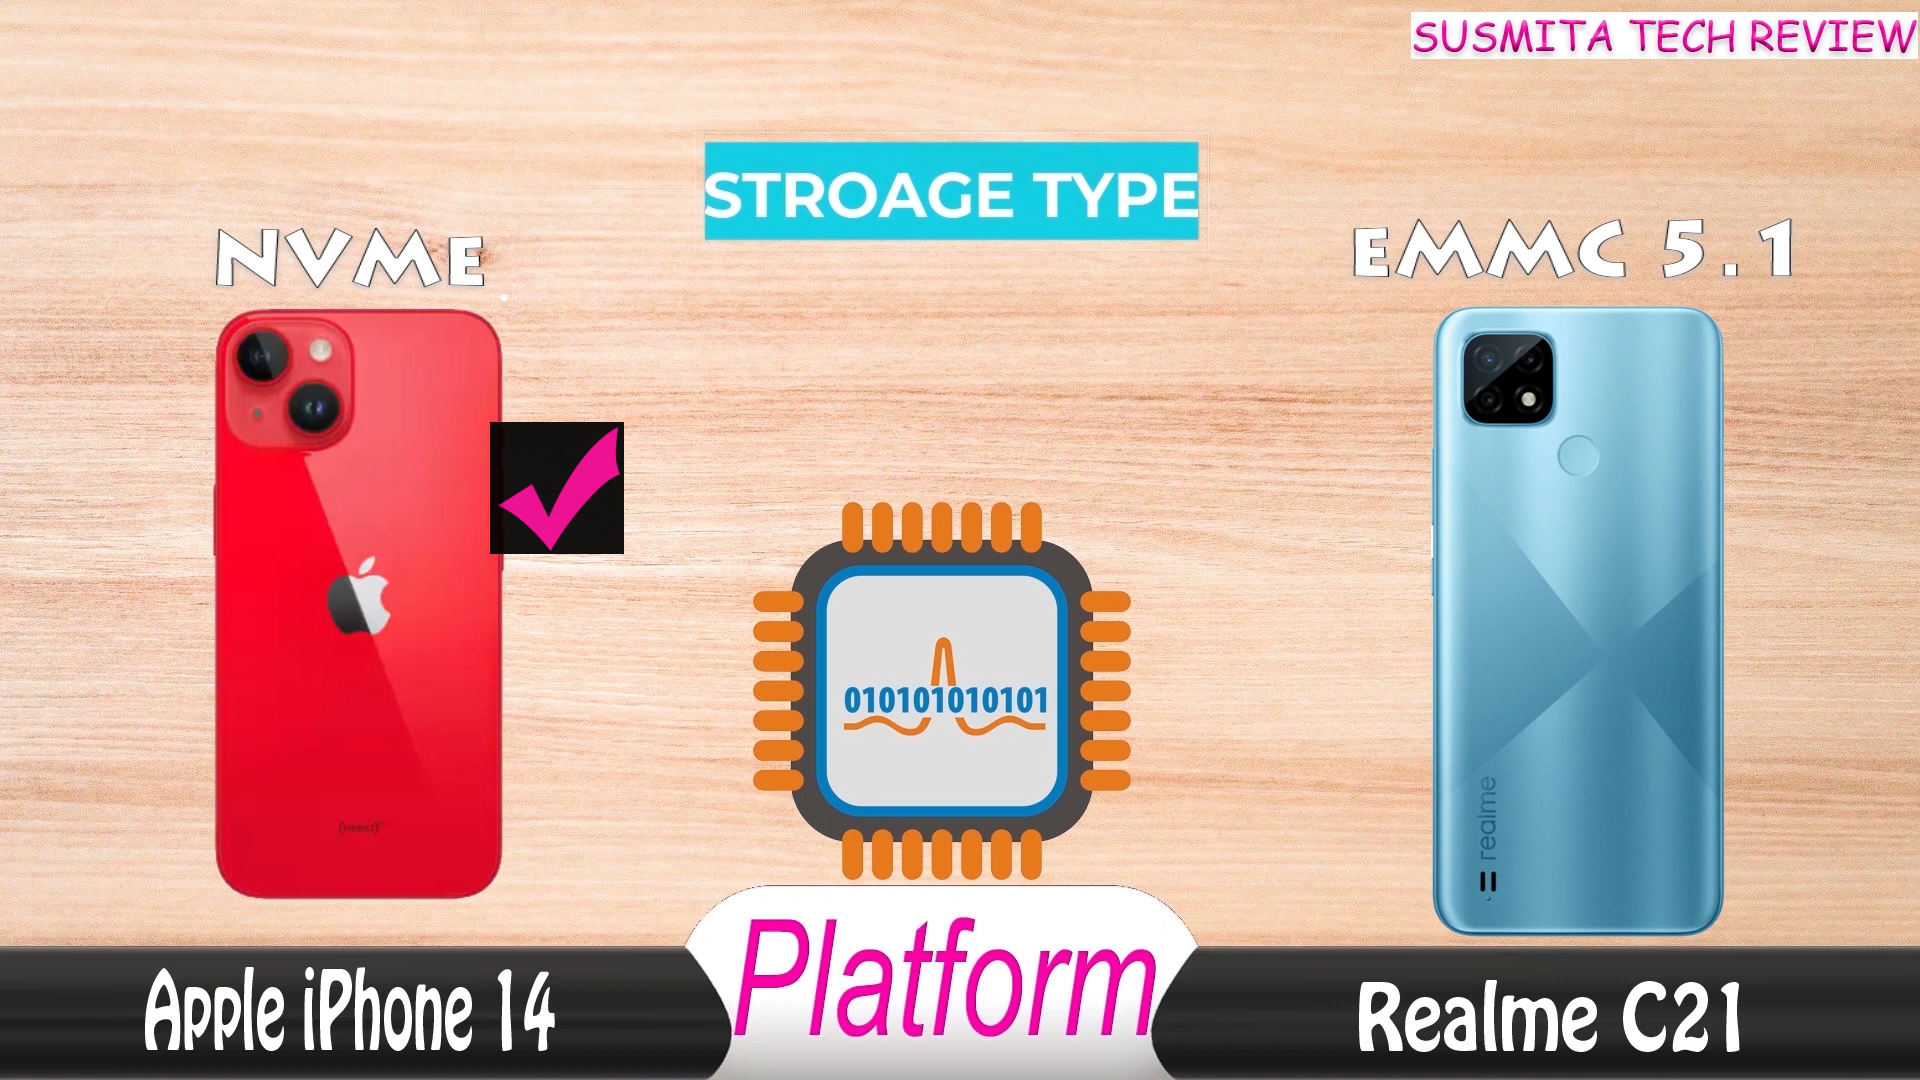 SUSMITA TECH REVIEW
STROAGE TYPE
NVMe
eMMC 5.1
010101010101
realme
Apple iPhone 14
Platform
Realme C21